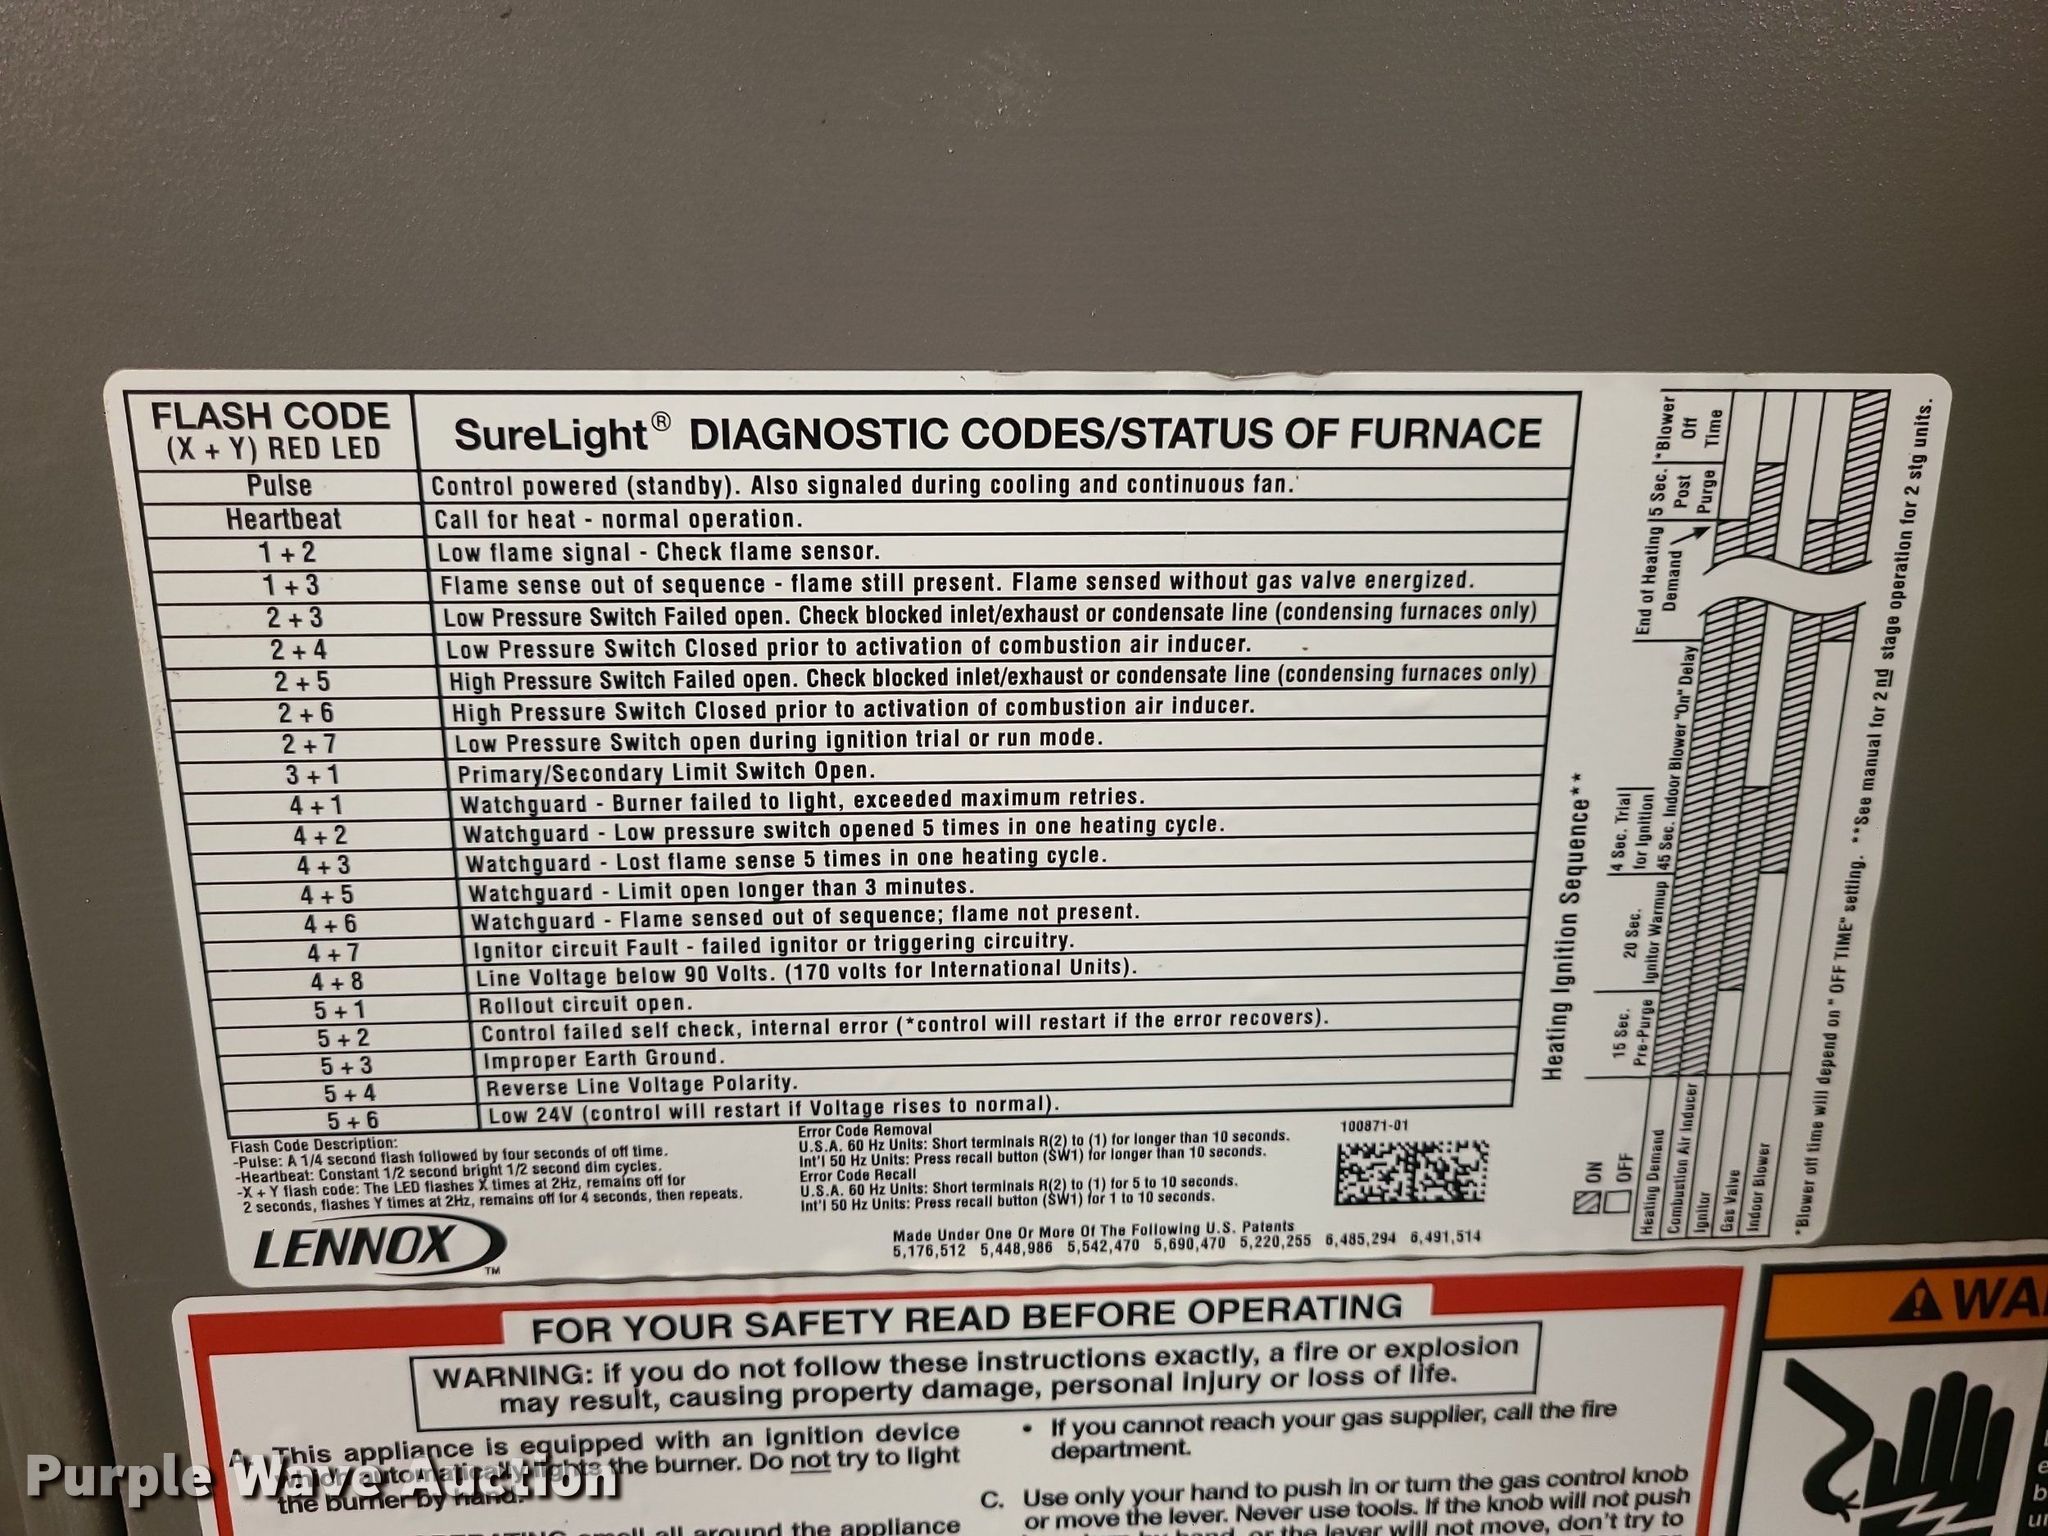 FLASH CODE
(X + Y) RED LED
SureLight® DIAGNOSTIC CODES/STATUS OF FURNACE
Pulse Control powered (standby). Also signaled during cooling and continuous fan.
Heartbeat Call for heat - normal operation.
1 + 2 Low flame signal - Check flame sensor.
1 + 3 Flame sense out of sequence - flame still present. Flame sensed without gas valve energized.
2 + 3 Low Pressure Switch Failed open. Check blocked inlet/exhaust or condensate line (condensing furnaces only)
2 + 4 Low Pressure Switch Closed prior to activation of combustion air inducer.
2 + 5 High Pressure Switch Failed open. Check blocked inlet/exhaust or condensate line (condensing furnaces only)
2 + 6 High Pressure Switch Closed prior to activation of combustion air inducer.
2 + 7 Low Pressure Switch open during ignition trial or run mode.
3 + 1 Primary/Secondary Limit Switch Open.
4 + 1 Watchguard - Burner failed to light, exceeded maximum retries.
4 + 2 Watchguard - Low pressure switch opened 5 times in one heating cycle.
4 + 3 Watchguard - Lost flame sense 5 times in one heating cycle.
4 + 5 Watchguard - Limit open longer than 3 minutes.
4 + 6 Watchguard - Flame sensed out of sequence; flame not present.
4 + 7 Ignitor circuit Fault - failed ignitor or triggering circuitry.
4 + 8 Line Voltage below 90 Volts. (170 volts for International Units).
5 + 1 Rollout circuit open.
5 + 2 Control failed self check, internal error (*control will restart if the error recovers).
5 + 3 Improper Earth Ground.
5 + 4 Reverse Line Voltage Polarity.
5 + 6 Low 24V (control will restart if Voltage rises to normal).
Flash Code Description:
-Pulse: A 1/4 second flash followed by four seconds of off time.
-Heartbeat: Constant 1/2 second bright 1/2 second dim cycles.
-X + Y flash code: The LED flashes X times at 2Hz, remains off for
2 seconds, flashes Y times at 2Hz, remains off for 4 seconds, then repeats.
Error Code Removal
U.S.A. 60 Hz Units: Short terminals R(2) to (1) for longer than 10 seconds.
Int'l 50 Hz Units: Press recall button (SW1) for longer than 10 seconds.
Error Code Recall
U.S.A. 60 Hz Units: Short terminals R(2) to (1) for 5 to 10 seconds.
Int'l 50 Hz Units: Press recall button (SW1) for 1 to 10 seconds.
100871-01
LENNOX
TM
Made Under One Or More Of The Following U.S. Patents
5,176,512 5,448,986 5,542,470 5,690,470 5,220,255 6,485,294 6,491,514
Heating Ignition Sequence**
ON
OFF
15 Sec.
Pre-Purge
20 Sec.
Ignitor Warmup
4 Sec. Trial
for Ignition
45 Sec. Indoor Blower "On" Delay
End of Heating
Demand
5 Sec.
Post
Purge
*Blower
Off
Time
Heating Demand
Combustion Air Inducer
Ignitor
Gas Valve
Indoor Blower
*Blower off time will depend on " OFF TIME" setting. **See manual for 2 nd stage operation for 2 stg units.
FOR YOUR SAFETY READ BEFORE OPERATING
WARNING: if you do not follow these instructions exactly, a fire or explosion
may result, causing property damage, personal injury or loss of life.
A. This appliance is equipped with an ignition device
which automatically lights the burner. Do not try to light
the burner by hand.
smell all around the appliance
• If you cannot reach your gas supplier, call the fire
department.
C. Use only your hand to push in or turn the gas control knob
or move the lever. Never use tools. If the knob will not push
or the lever will not move, don't try to
WA
Purple Wave Auction